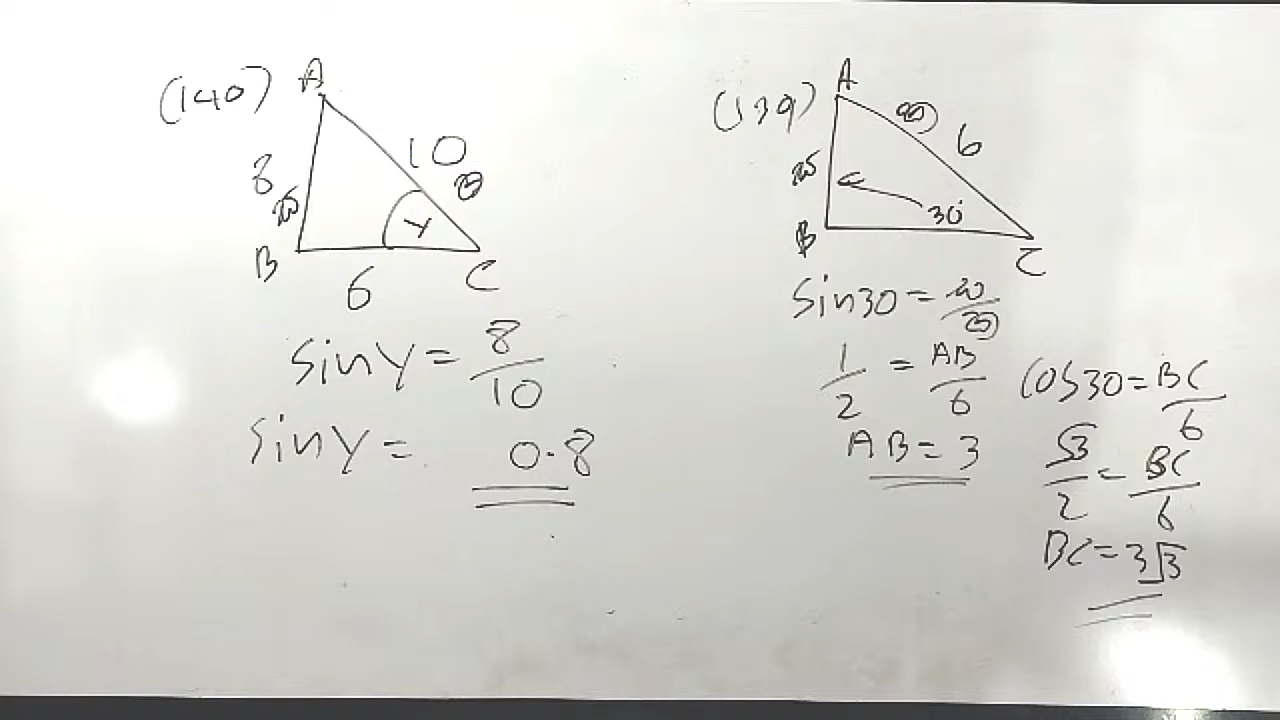 (140)
A
8
10
Y
B
6
C
sin Y = 8/10
sin Y = 0.8
(139)
A
6
30°
B
C
sin30 =
1/2 = AB/6
AB = 3
cos30 = BC/6
√3/2 = BC/6
BC = 3√3